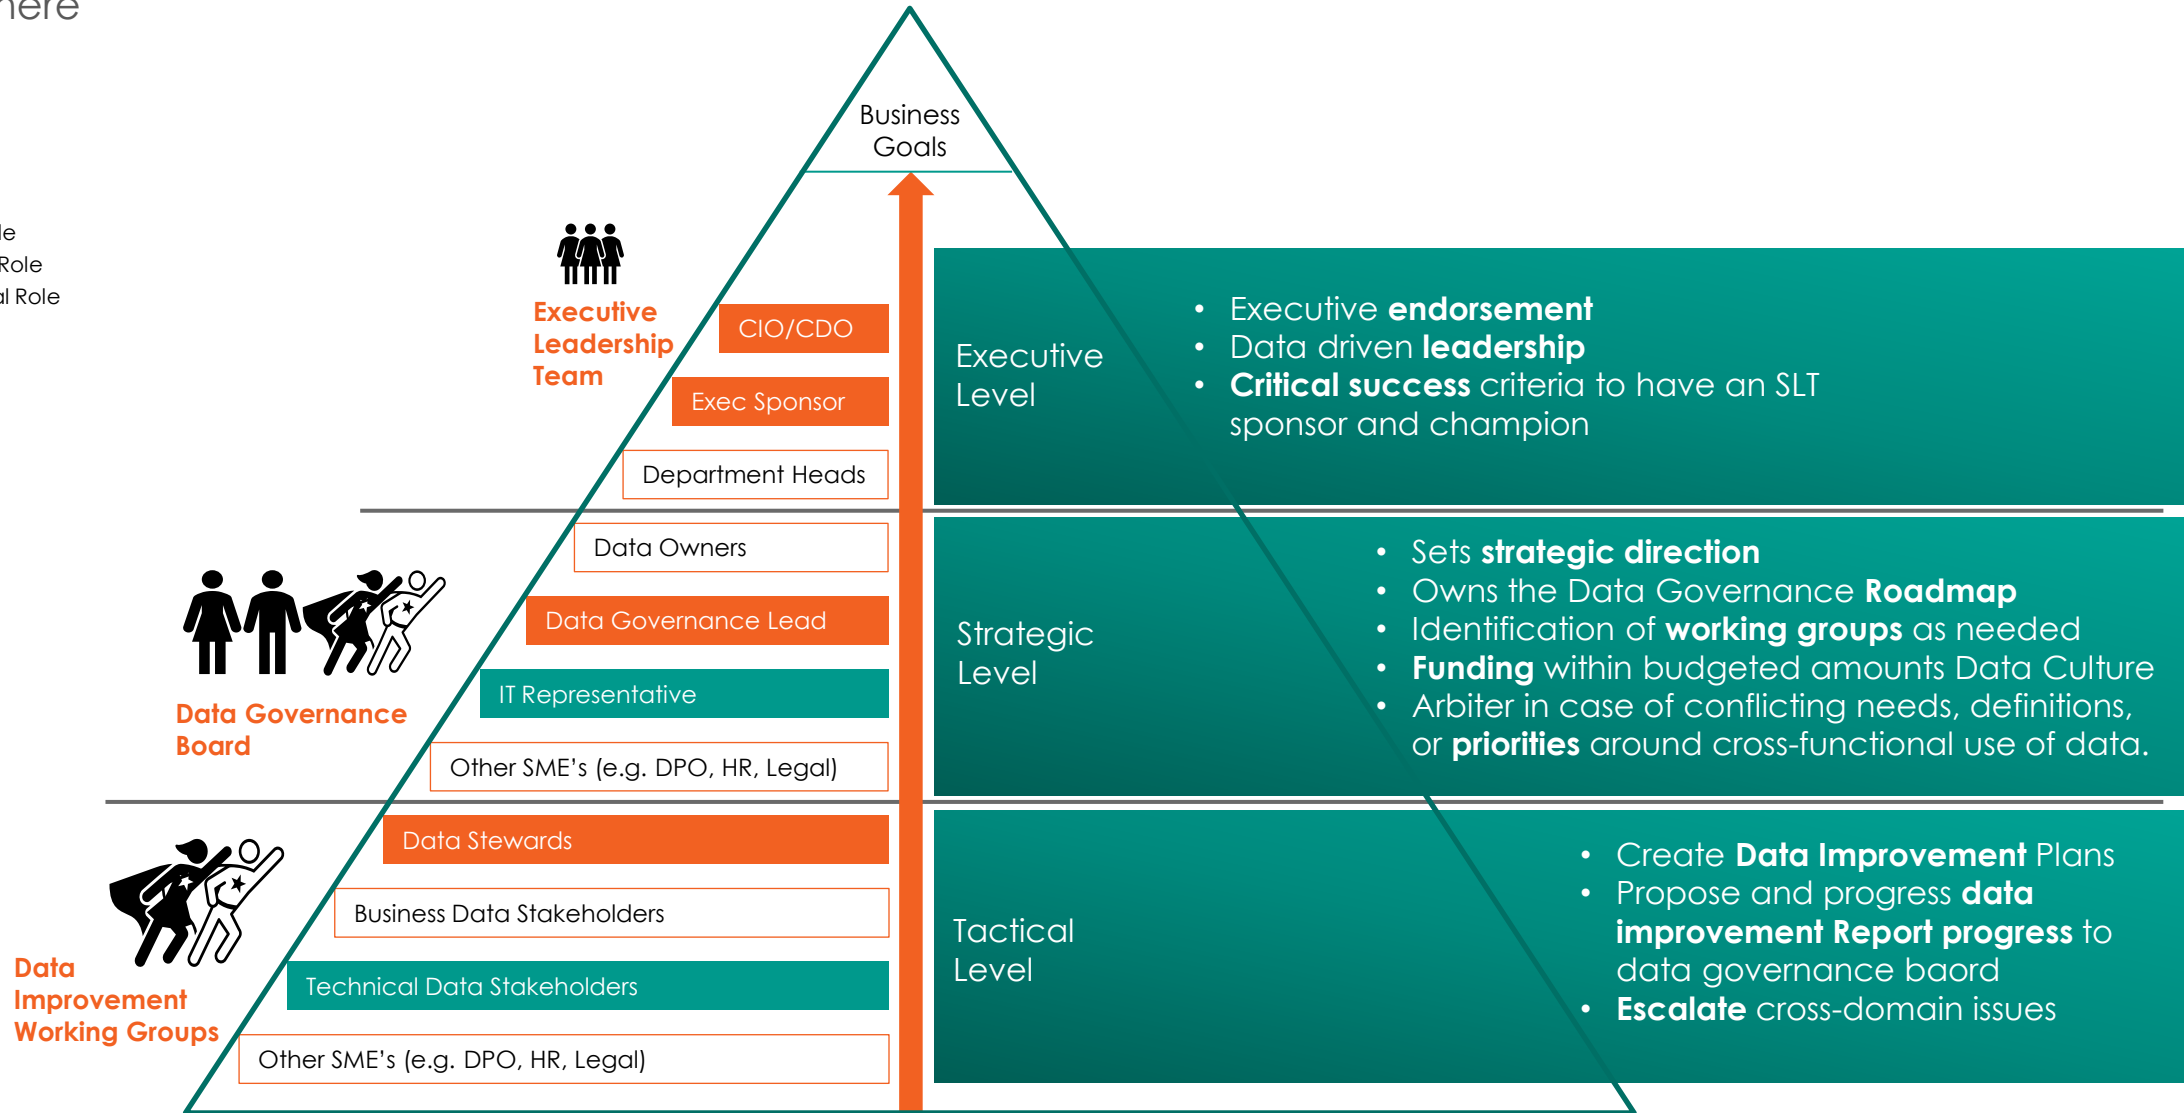 Business
Goals
Role
al Role
Executive
Leadership
Team
CIO/CDO
Exec Sponsor
Department Heads
Executive
Level
• Executive endorsement
• Data driven leadership
• Critical success criteria to have an SLT
sponsor and champion
Data Governance
Board
Data Owners
Data Governance Lead
IT Representative
Other SME's (e.g. DPO, HR, Legal)
Strategic
Level
• Sets strategic direction
• Owns the Data Governance Roadmap
• Identification of working groups as needed
• Funding within budgeted amounts Data Culture
• Arbiter in case of conflicting needs, definitions,
or priorities around cross-functional use of data.
Data
Improvement
Working Groups
Data Stewards
Business Data Stakeholders
Technical Data Stakeholders
Other SME's (e.g. DPO, HR, Legal)
Tactical
Level
• Create Data Improvement Plans
• Propose and progress data
improvement Report progress to
data governance baord
• Escalate cross-domain issues